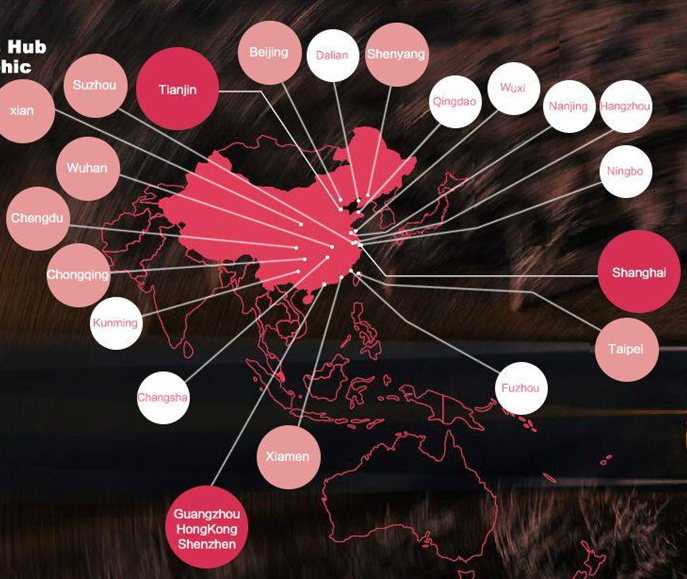 Hub
hic
Beijing
Dalian
Shenyang
Suzhou
Tianjin
xian
Qingdao
Wuxi
Nanjing
Hangzhou
Wuhan
Ningbo
Chengdu
Chongqing
Shanghai
Kunming
Taipei
Changsha
Fuzhou
Xiamen
Guangzhou
HongKong
Shenzhen